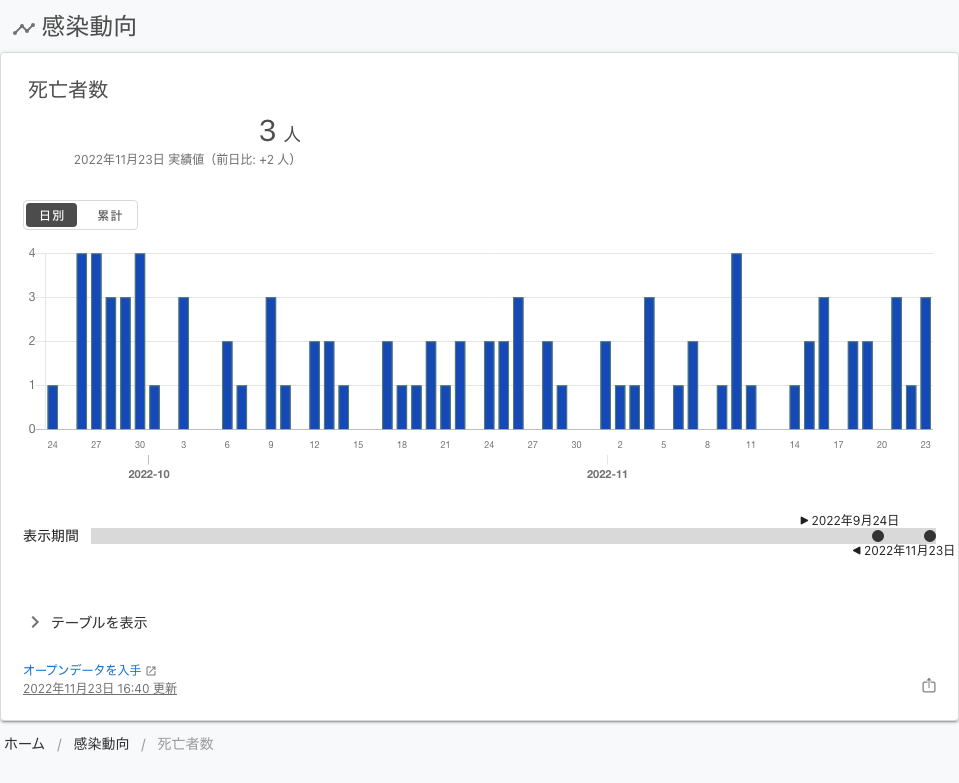 感染動向
死亡者数
3 人
2022年11月23日 実績値（前日比: +2 人）
日別 累計
4
3
2
1
0
24 27 30 3 6 9 12 15 18 21 24 27 30 2 5 8 11 14 17 20 23
2022-10 2022-11
2022年9月24日
表示期間
2022年11月23日
テーブルを表示
オープンデータを入手
2022年11月23日 16:40 更新
ホーム / 感染動向 / 死亡者数